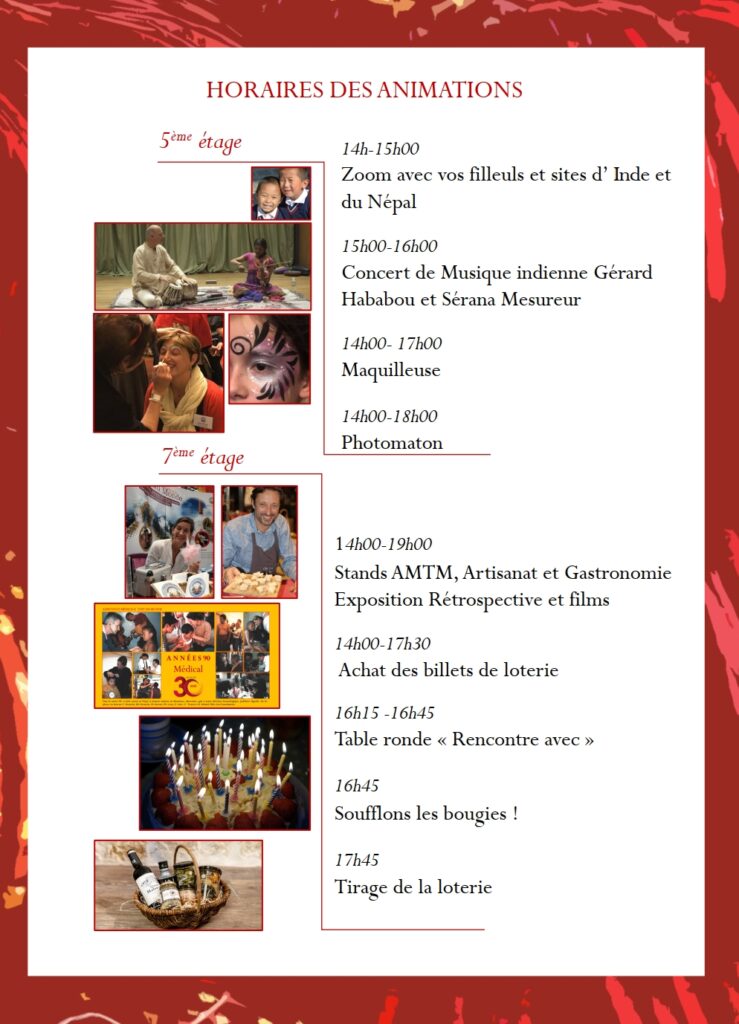 HORAIRES DES ANIMATIONS
5ème étage
14h-15h00
Zoom avec vos filleuls et sites d’ Inde et
du Népal
15h00-16h00
Concert de Musique indienne Gérard
Hababou et Sérana Mesureur
14h00- 17h00
Maquilleuse
14h00-18h00
Photomaton
7ème étage
14h00-19h00
Stands AMTM, Artisanat et Gastronomie
Exposition Rétrospective et films
14h00-17h30
Achat des billets de loterie
ANNÉES 90
Médical
30
16h15 -16h45
Table ronde « Rencontre avec »
16h45
Soufflons les bougies !
17h45
Tirage de la loterie